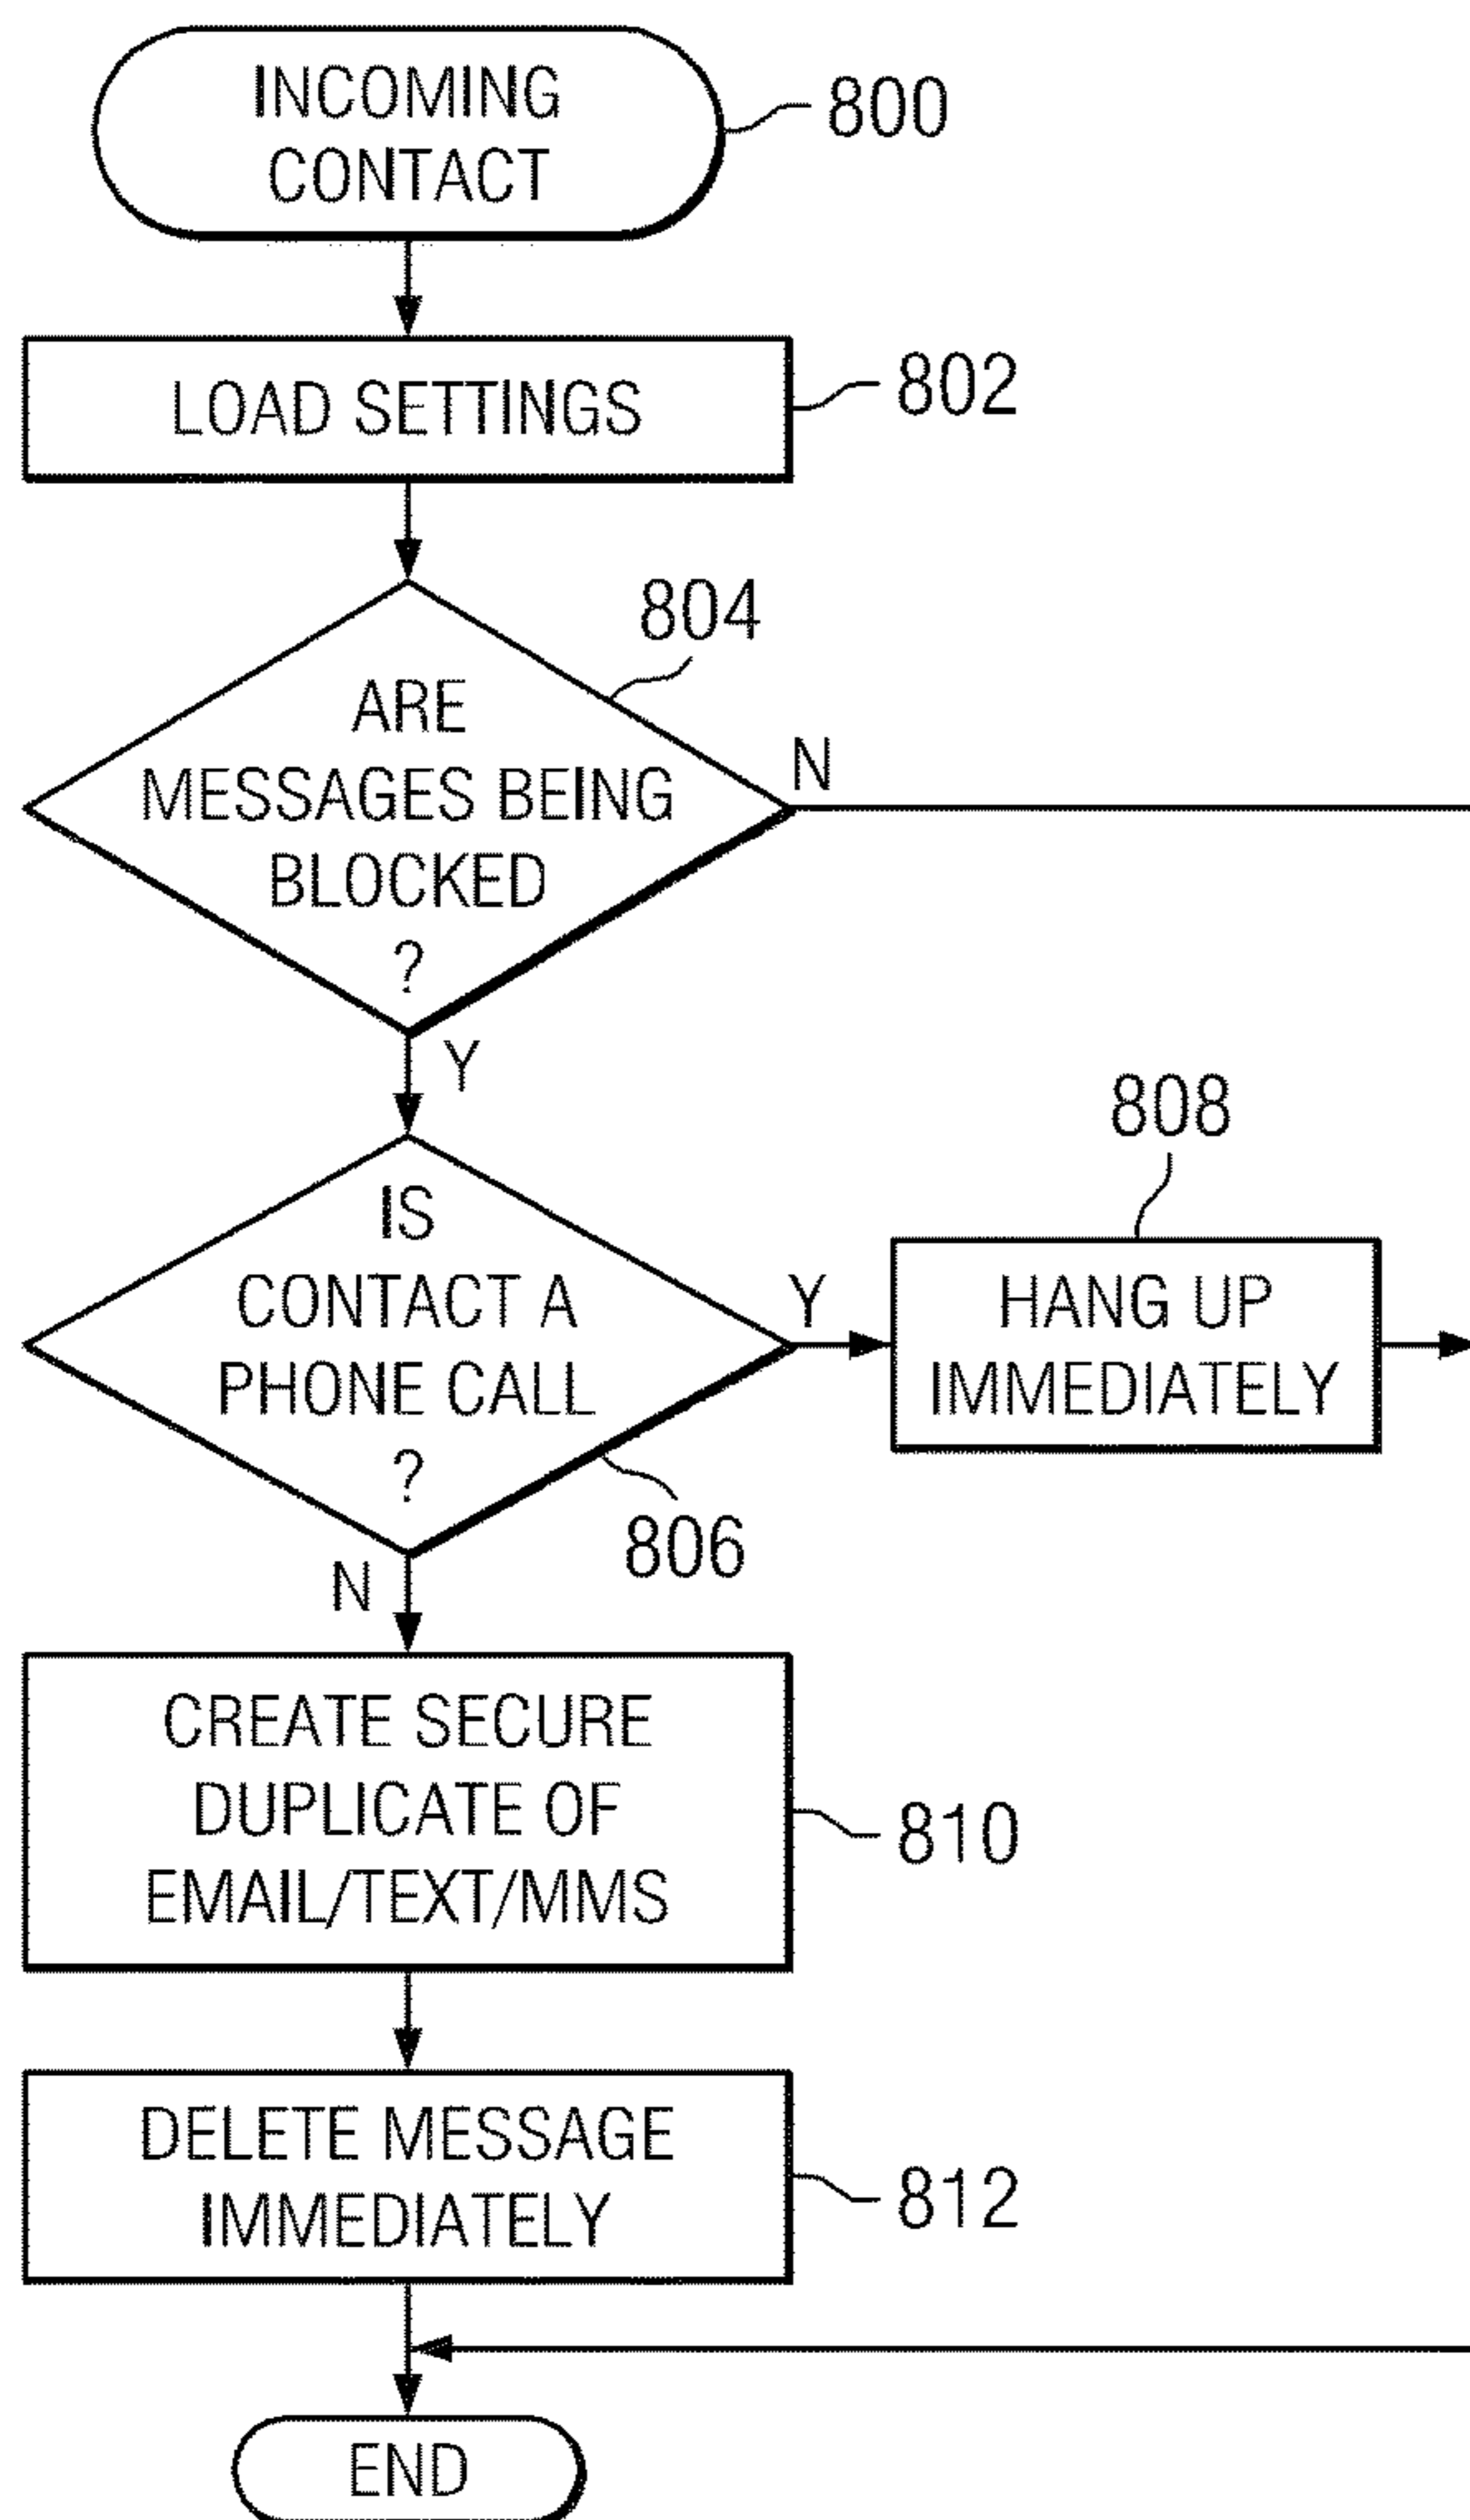 INCOMING
CONTACT
800
LOAD SETTINGS
802
804
ARE
MESSAGES BEING
BLOCKED
?
N
Y
808
IS
CONTACT A
PHONE CALL
?
Y
HANG UP
IMMEDIATELY
806
N
CREATE SECURE
DUPLICATE OF
EMAIL/TEXT/MMS
810
DELETE MESSAGE
IMMEDIATELY
812
END